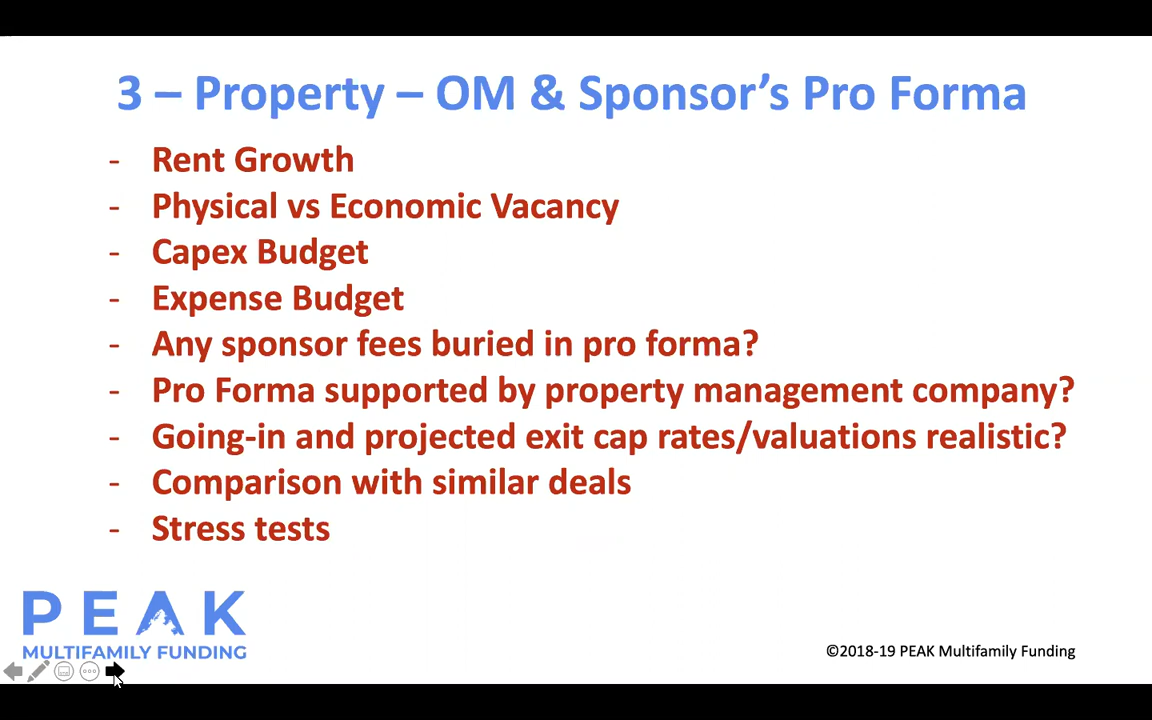 3 – Property – OM & Sponsor’s Pro Forma
- Rent Growth
- Physical vs Economic Vacancy
- Capex Budget
- Expense Budget
- Any sponsor fees buried in pro forma?
- Pro Forma supported by property management company?
- Going-in and projected exit cap rates/valuations realistic?
- Comparison with similar deals
- Stress tests
PEAK
MULTIFAMILY FUNDING
©2018-19 PEAK Multifamily Funding